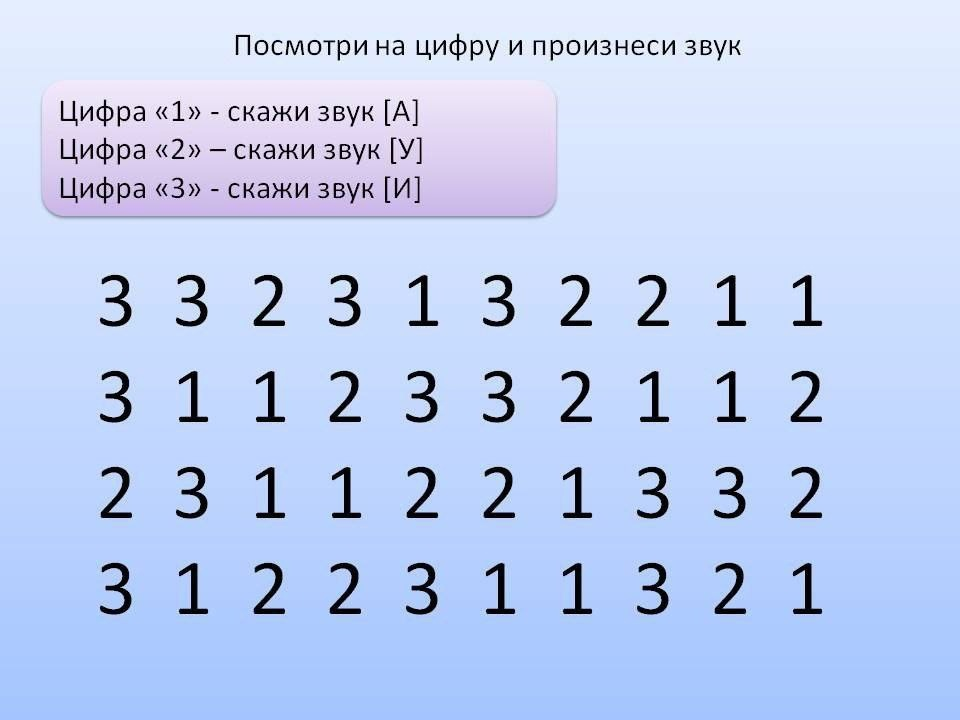 Посмотри на цифру и произнеси звук
Цифра «1» - скажи звук [А]
Цифра «2» – скажи звук [У]
Цифра «3» - скажи звук [И]
3 3 2 3 1 3 2 2 1 1
3 1 1 2 3 3 2 1 1 2
2 3 1 1 2 2 1 3 3 2
3 1 2 2 3 1 1 3 2 1